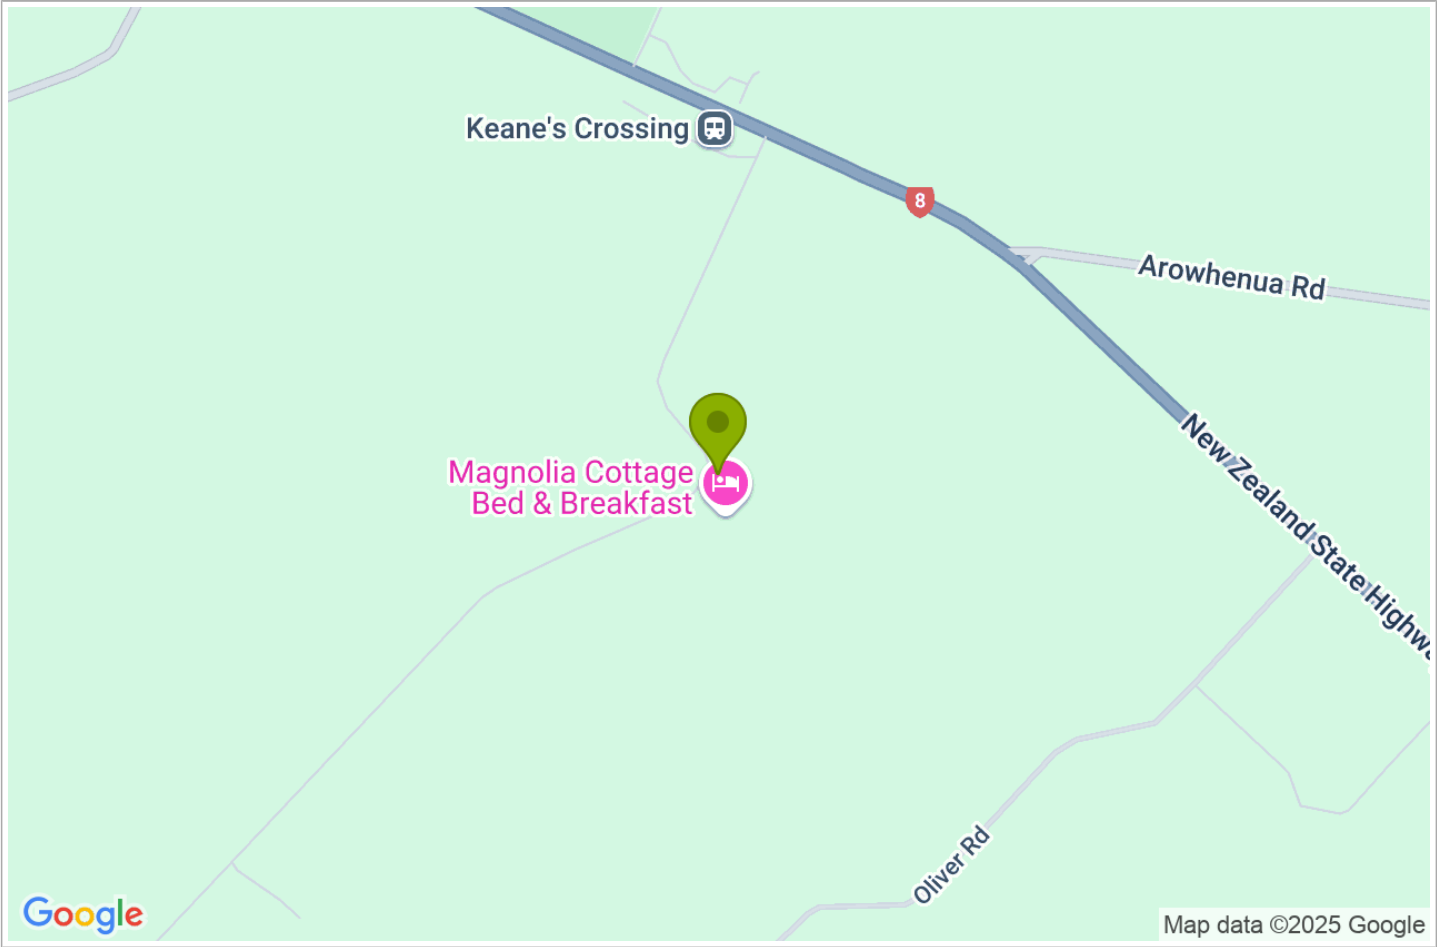 Keane's Crossing
8
Arowhenua Rd
New Zealand State Highw
Magnolia Cottage
Bed & Breakfast
Oliver Rd
Google
Map data ©2025 Google